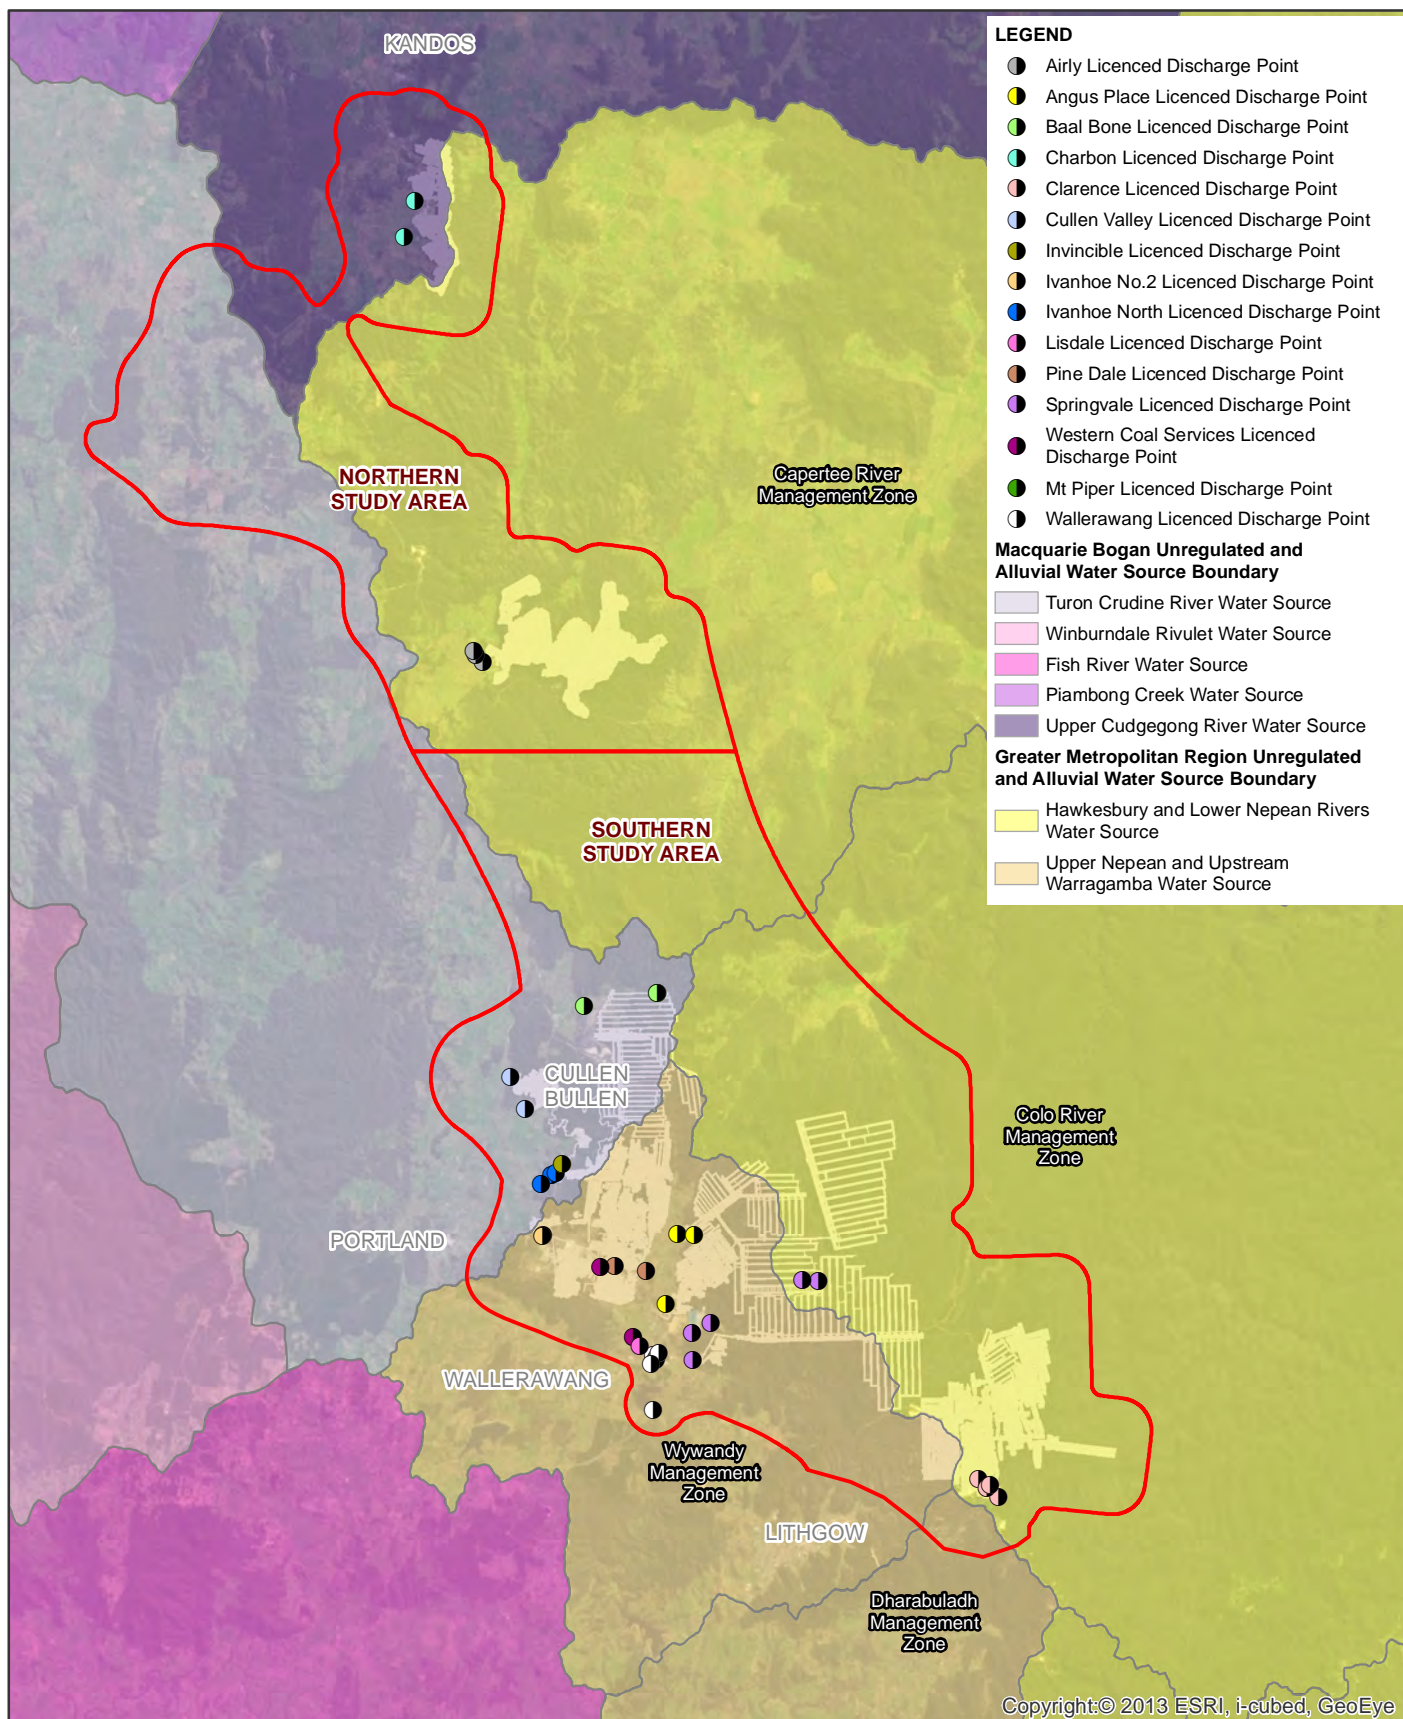 KANDOS
NORTHERN
STUDY AREA
Capertee River
Management Zone
SOUTHERN
STUDY AREA
CULLEN
BULLEN
Colo River
Management
Zone
PORTLAND
WALLERAWANG
Wywandy
Management
Zone
LITHGOW
Dharabuladh
Management
Zone
LEGEND
Airly Licenced Discharge Point
Angus Place Licenced Discharge Point
Baal Bone Licenced Discharge Point
Charbon Licenced Discharge Point
Clarence Licenced Discharge Point
Cullen Valley Licenced Discharge Point
Invincible Licenced Discharge Point
Ivanhoe No.2 Licenced Discharge Point
Ivanhoe North Licenced Discharge Point
Lisdale Licenced Discharge Point
Pine Dale Licenced Discharge Point
Springvale Licenced Discharge Point
Western Coal Services Licenced
Discharge Point
Mt Piper Licenced Discharge Point
Wallerawang Licenced Discharge Point
Macquarie Bogan Unregulated and
Alluvial Water Source Boundary
Turon Crudine River Water Source
Winburndale Rivulet Water Source
Fish River Water Source
Piambong Creek Water Source
Upper Cudgegong River Water Source
Greater Metropolitan Region Unregulated
and Alluvial Water Source Boundary
Hawkesbury and Lower Nepean Rivers
Water Source
Upper Nepean and Upstream
Warragamba Water Source
Copyright:© 2013 ESRI, i-cubed, GeoEye